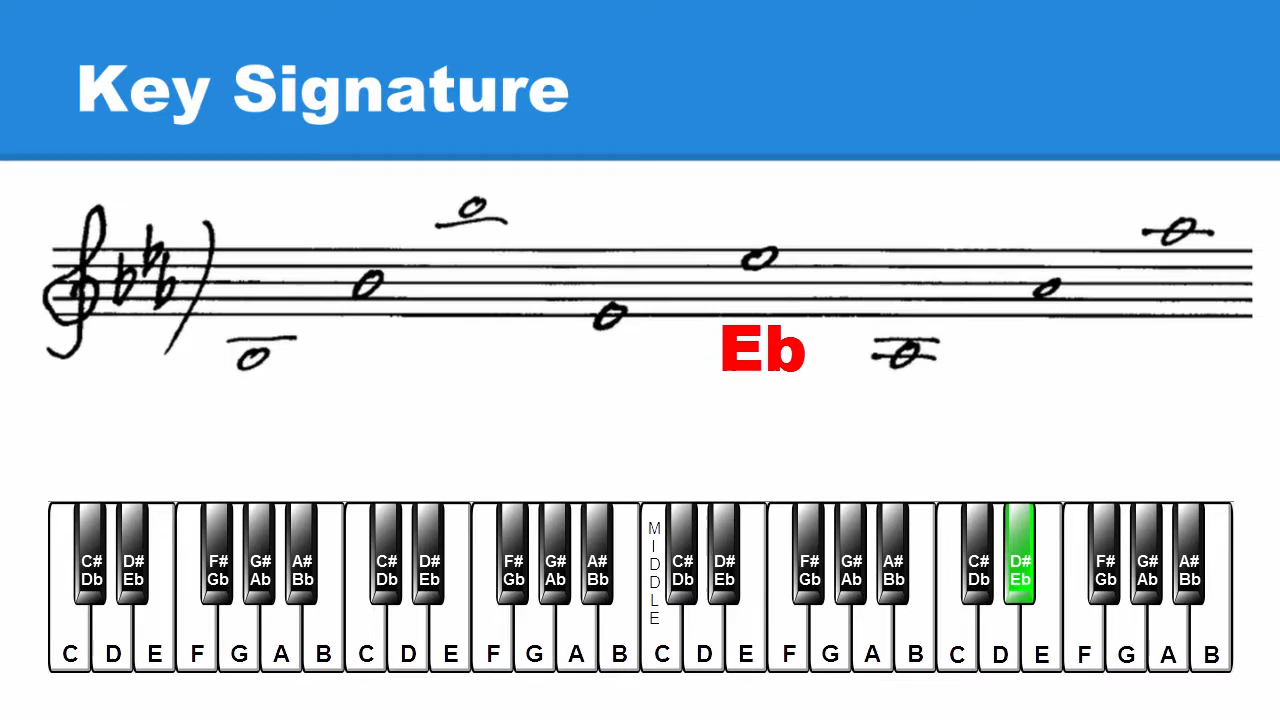 Key Signature
Eb
C# D# F# G# A# C# D# F# G# A# MIDDLE C# D# F# G# A# C# D# F# G# A#
Db Eb Gb Ab Bb Db Eb Gb Ab Bb Db Eb Gb Ab Bb Db Eb Gb Ab Bb
C D E F G A B C D E F G A B C D E F G A B C D E F G A B